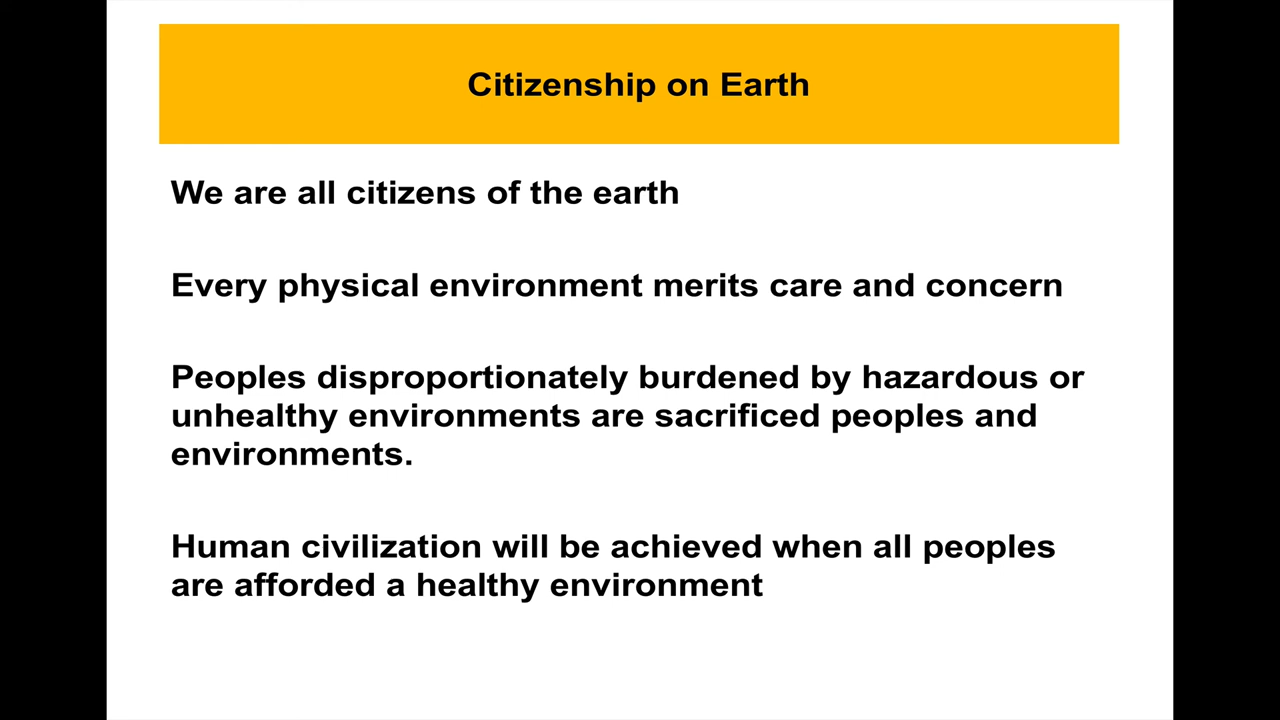 Citizenship on Earth
We are all citizens of the earth
Every physical environment merits care and concern
Peoples disproportionately burdened by hazardous or
unhealthy environments are sacrificed peoples and
environments.
Human civilization will be achieved when all peoples
are afforded a healthy environment